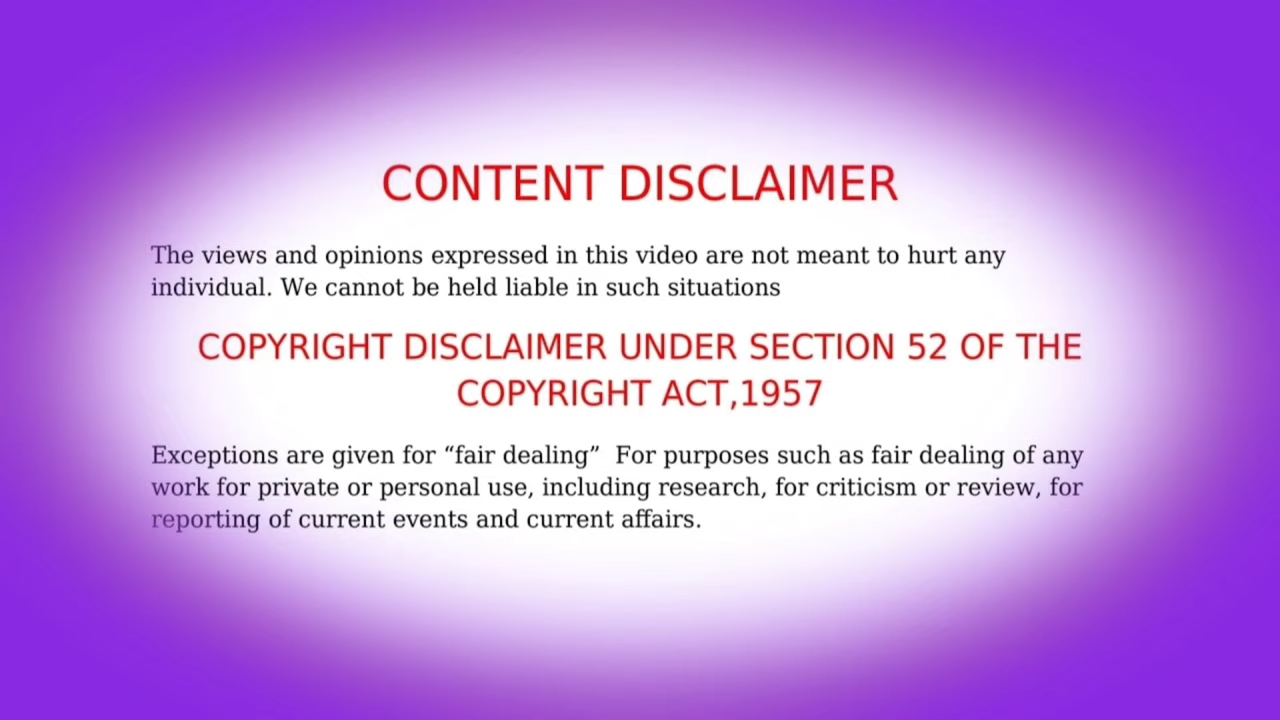 CONTENT DISCLAIMER
The views and opinions expressed in this video are not meant to hurt any
individual. We cannot be held liable in such situations
COPYRIGHT DISCLAIMER UNDER SECTION 52 OF THE
COPYRIGHT ACT,1957
Exceptions are given for “fair dealing”  For purposes such as fair dealing of any
work for private or personal use, including research, for criticism or review, for
reporting of current events and current affairs.